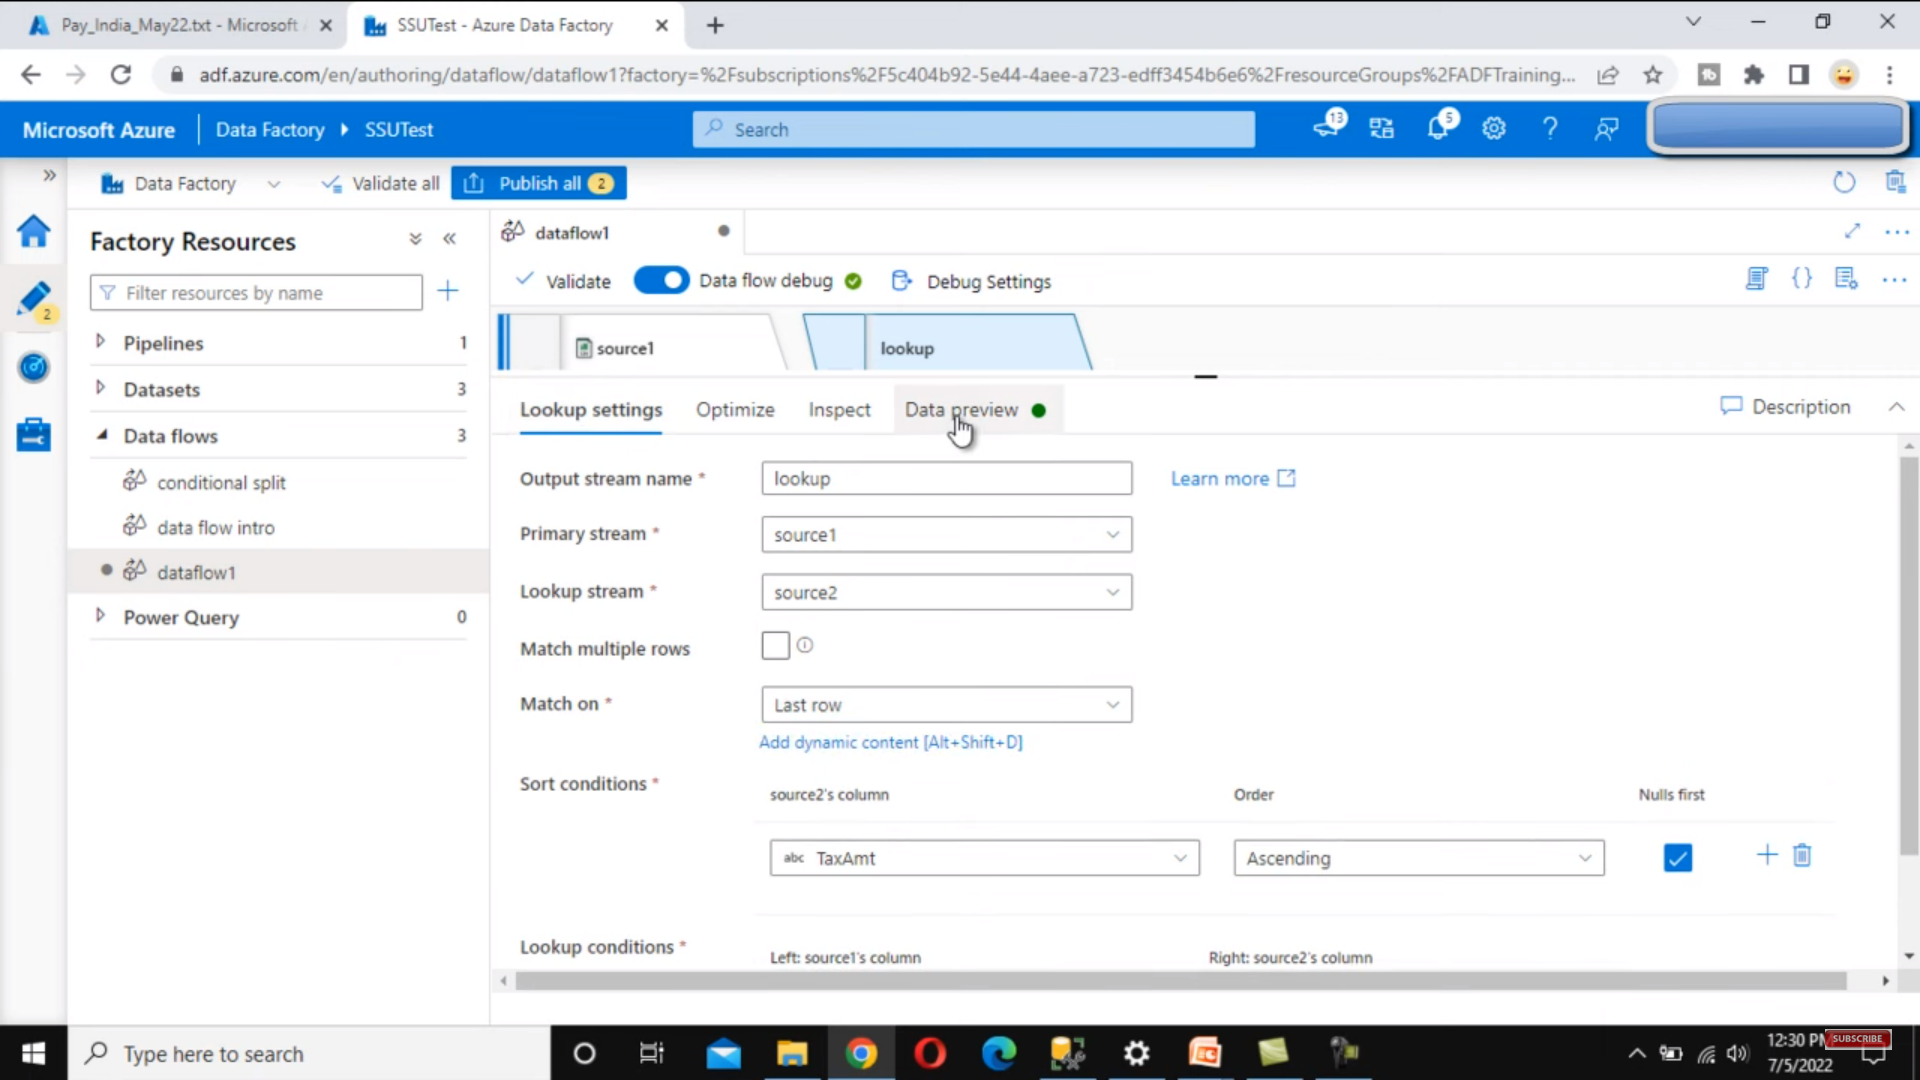 Pay_India_May22.txt - Microsoft
SSUTest - Azure Data Factory
adf.azure.com/en/authoring/dataflow/dataflow1?factory=%2Fsubscriptions%2F5c404b92-5e44-4aee-a723-edff3454b6e6%2FresourceGroups%2FADFTraining...
Microsoft Azure
Data Factory
SSUTest
Search
13
5
Data Factory
Validate all
Publish all 2
Factory Resources
dataflow1
Filter resources by name
Validate
Data flow debug
Debug Settings
2
Pipelines 1
source1
lookup
Datasets 3
Lookup settings
Optimize
Inspect
Data preview
Description
Data flows 3
conditional split
data flow intro
dataflow1
Power Query 0
Output stream name *
lookup
Learn more
Primary stream *
source1
Lookup stream *
source2
Match multiple rows
Match on *
Last row
Add dynamic content [Alt+Shift+D]
Sort conditions *
source2's column
Order
Nulls first
abc TaxAmt
Ascending
Lookup conditions *
Left: source1's column
Right: source2's column
Type here to search
12:30 PM
7/5/2022
SUBSCRIBE